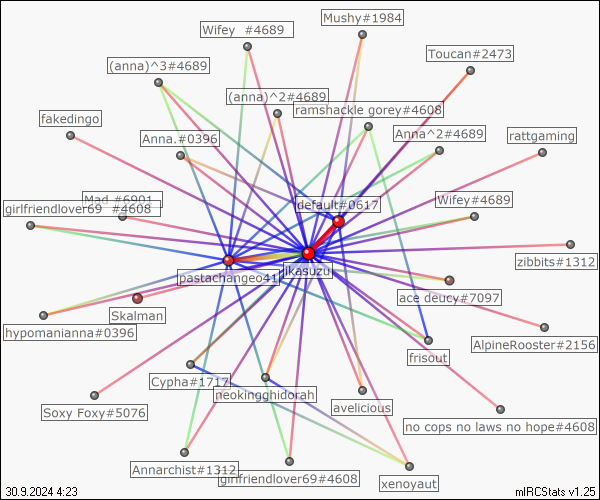 Mushy#1984
Wifey  #4689
Toucan#2473
(anna)^3#4689
(anna)^2#4689
ramshackle gorey#4608
fakedingo
Anna.#0396
Anna^2#4689
rattgaming
Mad #6901
girlfriendlover69  #4608
default#0617
Wifey#4689
zibbits#1312
jkasuzu
pastachangeo41
ace deucy#7097
Skalman
hypomanianna#0396
AlpineRooster#2156
frisout
Cypha#1717
neokingghidorah
avelicious
Soxy Foxy#5076
no cops no laws no hope#4608
Annarchist#1312
girlfriendlover69#4608
xenoyaut
30.9.2024 4:23
mIRCStats v1.25